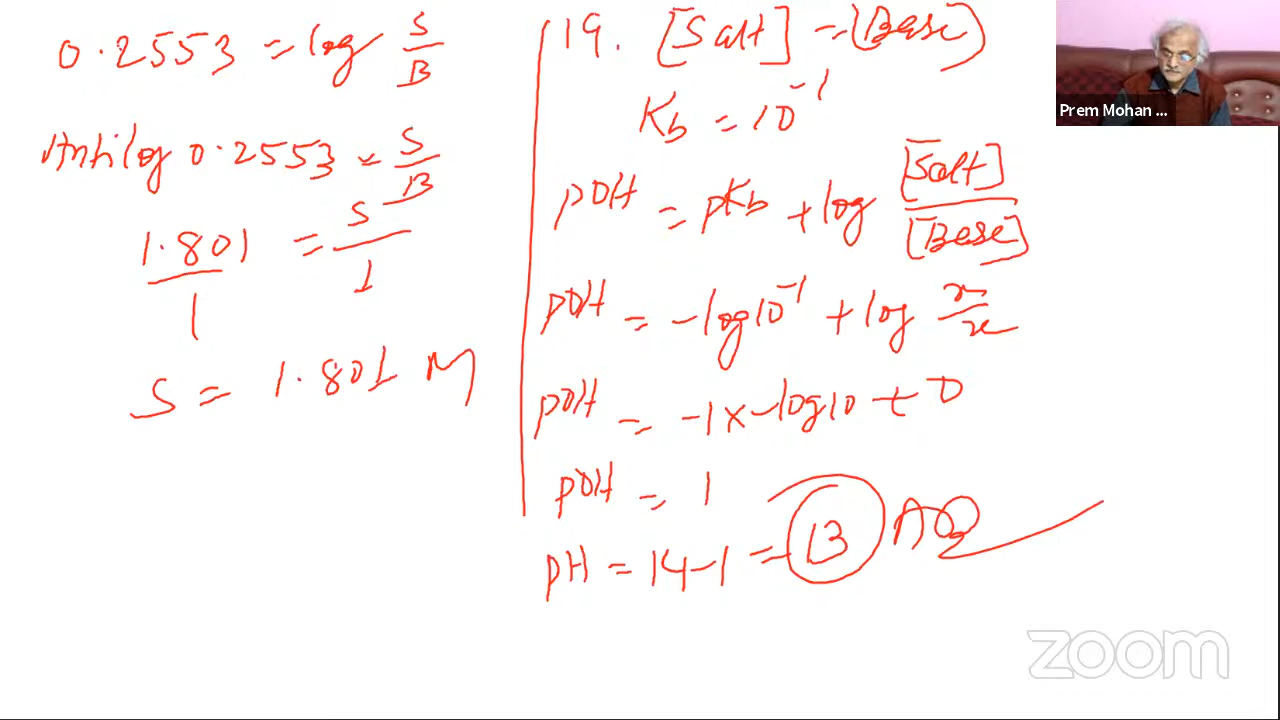 0.2553 = log S/B
Antilog 0.2553 = S/B
1.801/1 = S/1
S = 1.801 M
19. [Salt] = [Base]
Kb = 10⁻¹
pOH = pKb + log [Salt]/[Base]
pOH = -log10⁻¹ + log x/x
pOH = -1 x -log10 + 0
pOH = 1
pH = 14-1 = 13
Prem Mohan ...
zoom